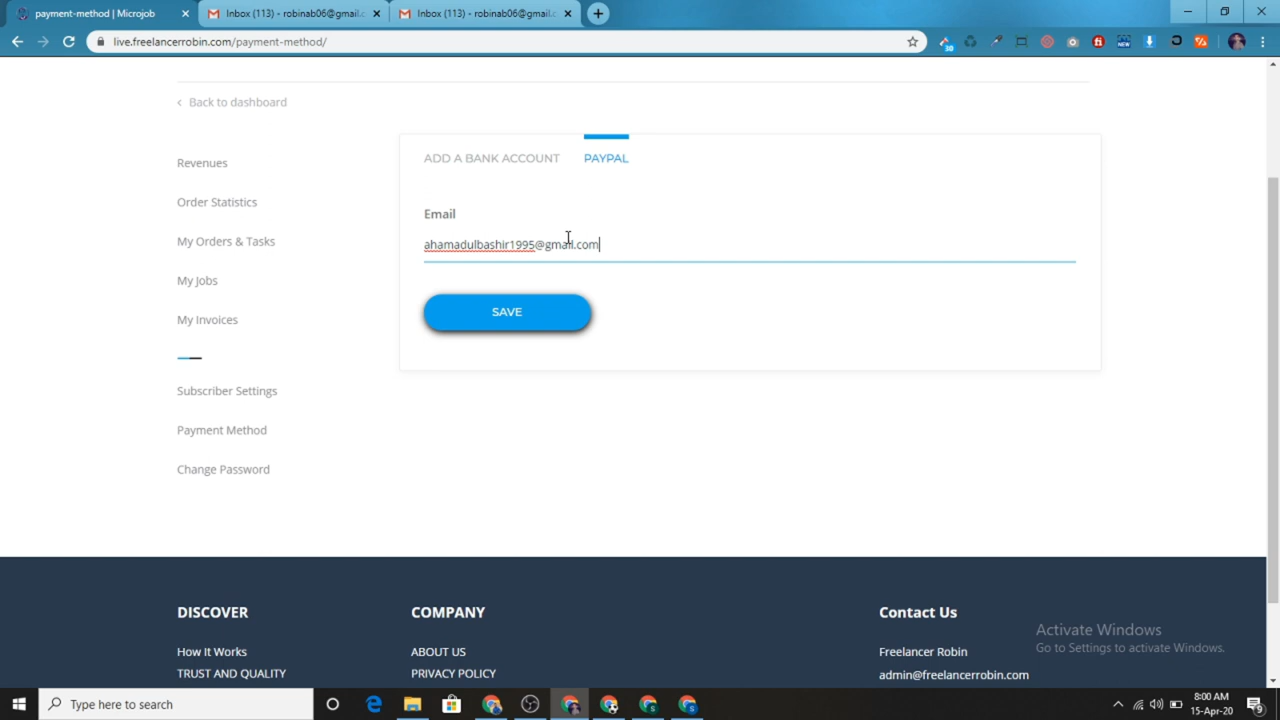 payment-method | Microjob
Inbox (113) - robinab06@gmail.c
Inbox (113) - robinab06@gmail.c
live.freelancerrobin.com/payment-method/
30
NEW
Back to dashboard
Revenues
Order Statistics
My Orders & Tasks
My Jobs
My Invoices
Subscriber Settings
Payment Method
Change Password
ADD A BANK ACCOUNT
PAYPAL
Email
ahamadulbashir1995@gmail.com
SAVE
DISCOVER
How It Works
TRUST AND QUALITY
COMPANY
ABOUT US
PRIVACY POLICY
Contact Us
Freelancer Robin
admin@freelancerrobin.com
Activate Windows
Go to Settings to activate Windows.
Type here to search
8:00 AM
15-Apr-20